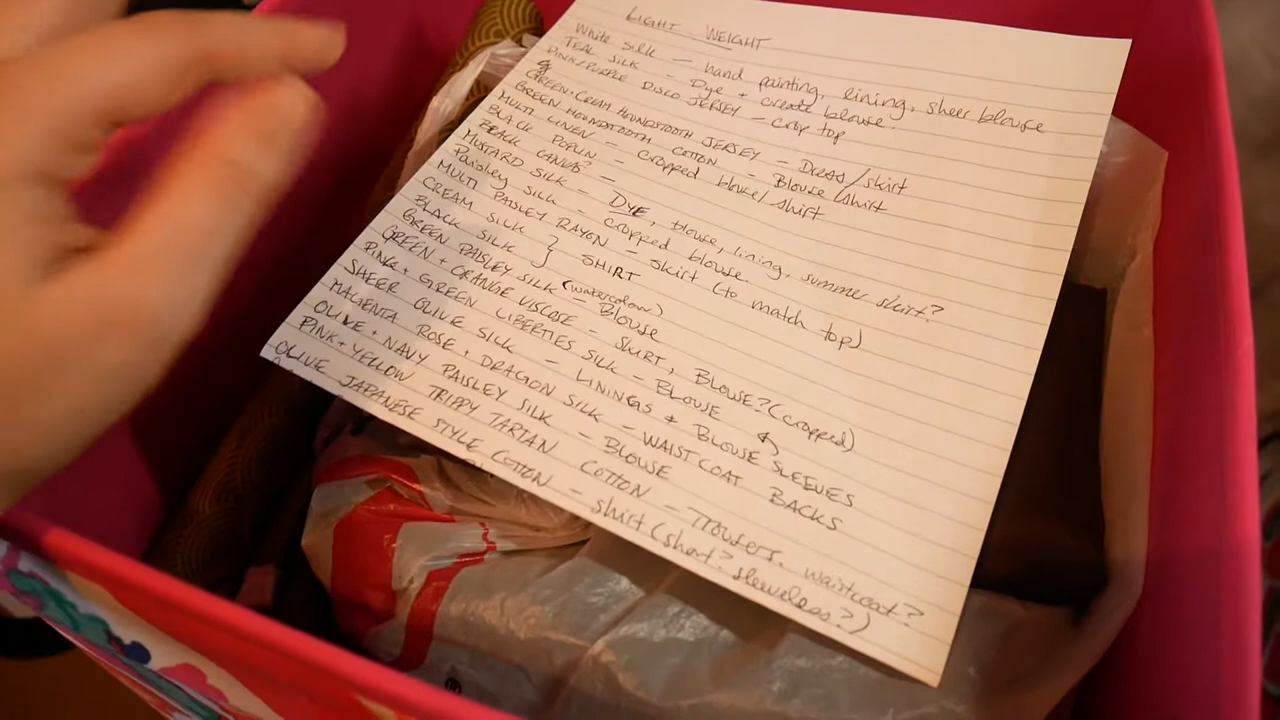 LIGHT WEIGHT
White silk — hand painting, lining, sheer blouse
TEAL SILK — Dye + create blouse.
PINK/PURPLE DISCO JERSEY — crop top
GREEN + CREAM HOUNDSTOOTH JERSEY — DRESS/skirt
GREEN HOUNDSTOOTH COTTON — Blouse/shirt
MULTI LINEN — cropped blouse/shirt
BLACK POPLIN —
BLACK CANVAS? —
MUSTARD SILK — DYE, blouse, lining, summer skirt?
Paisley SILK — cropped blouse.
MULTI PAISLEY RAYON — skirt (to match top)
CREAM SILK } SHIRT
BLACK SILK
GREEN PAISLEY SILK (watercolour) — Blouse
GREEN + ORANGE VISCOSE — SKIRT, BLOUSE? (cropped)
PINK + GREEN LIBERTIES SILK — BLOUSE
SHEER OLIVE SILK — LININGS + BLOUSE SLEEVES
MAGENTA ROSE + DRAGON SILK — WAISTCOAT BACKS
OLIVE + NAVY PAISLEY SILK — BLOUSE
PINK + YELLOW TRIPPY TARTAN COTTON — TROUSERS. waistcoat?
OLIVE JAPANESE STYLE COTTON — shirt (short? sleeveless?)